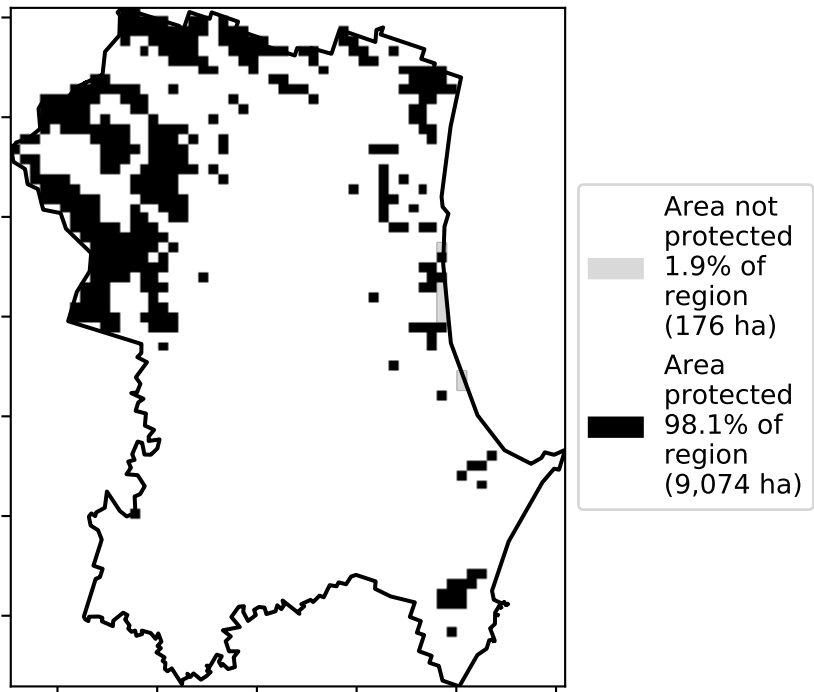 Area not
protected
1.9% of
region
(176 ha)
Area
protected
98.1% of
region
(9,074 ha)